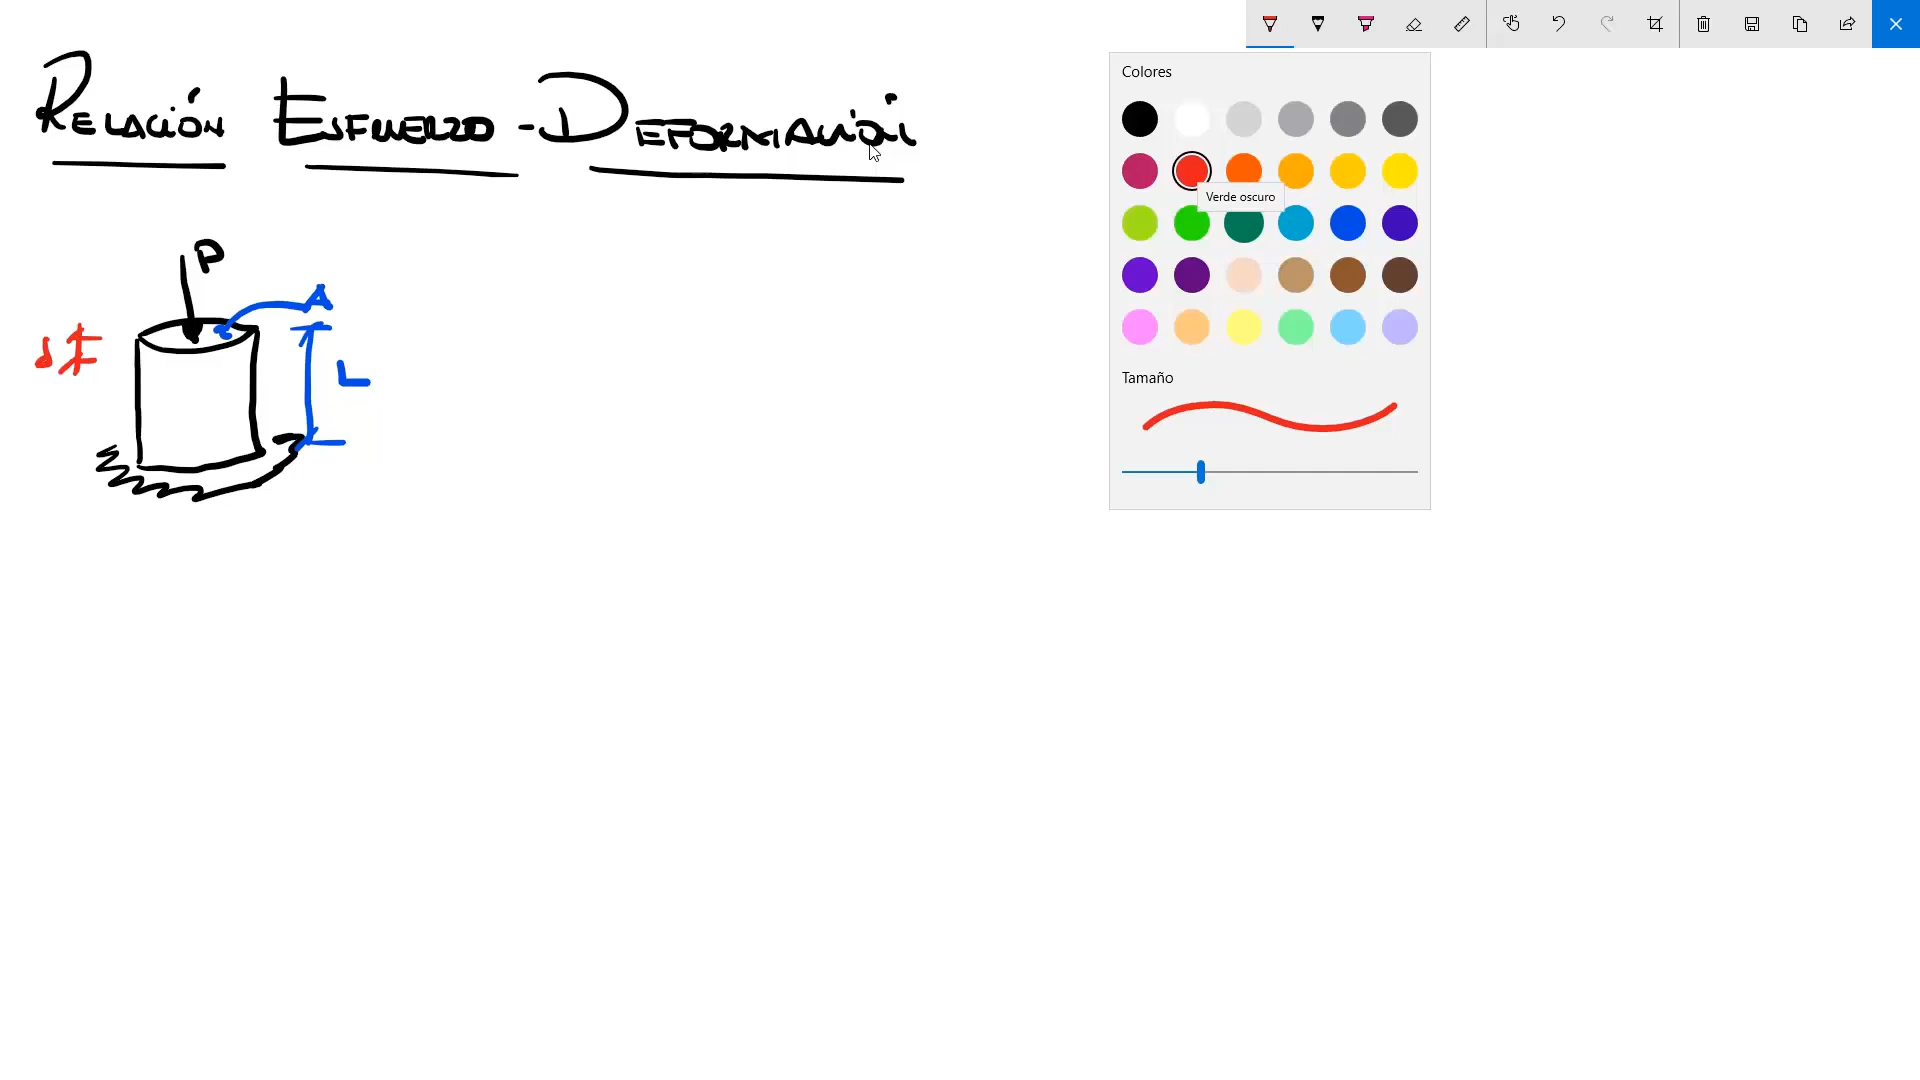 RELACIÓN ESFUERZO - DEFORMACIÓN
Colores
Verde oscuro
P
A
δ
L
Tamaño